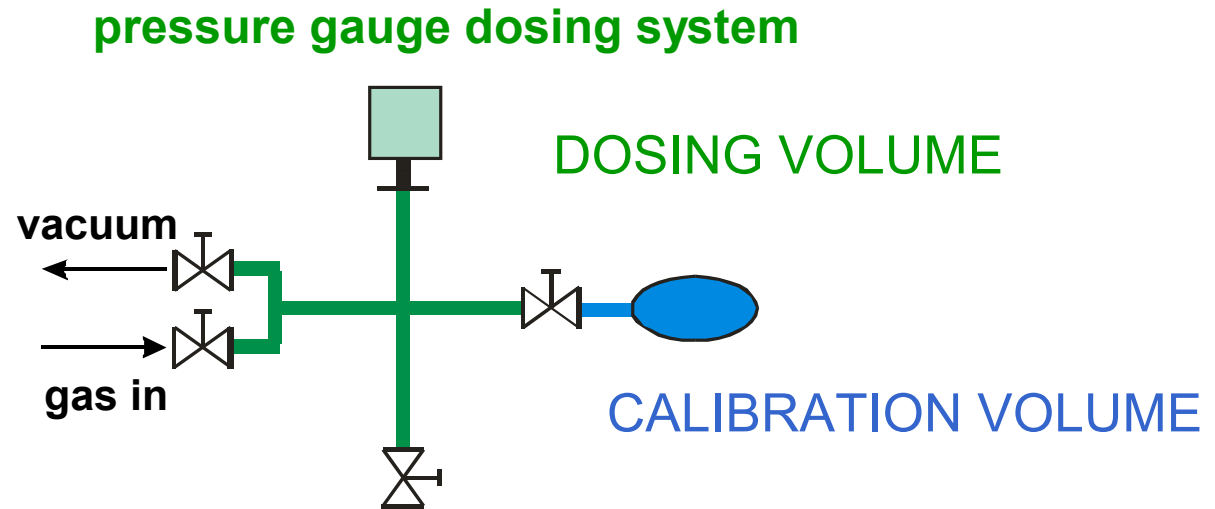 pressure gauge dosing system
DOSING VOLUME
vacuum
gas in
CALIBRATION VOLUME